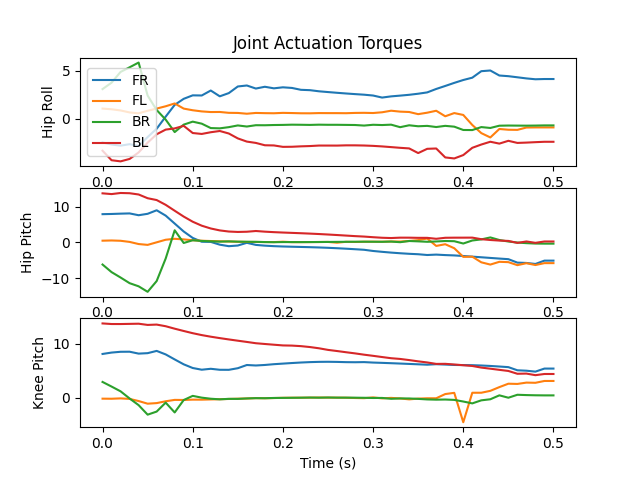 Joint Actuation Torques
Hip Roll
5
0
FR
FL
BR
BL
0.0 0.1 0.2 0.3 0.4 0.5
Hip Pitch
10
0
−10
0.0 0.1 0.2 0.3 0.4 0.5
Knee Pitch
10
0
0.0 0.1 0.2 0.3 0.4 0.5
Time (s)